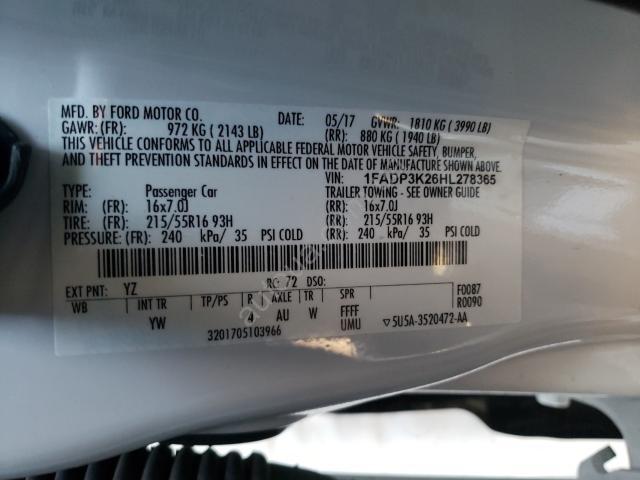 MFD. BY FORD MOTOR CO.
DATE: 05/17 GVWR: 1810 KG ( 3990 LB)
GAWR: (FR): 972 KG ( 2143 LB) (RR): 880 KG ( 1940 LB)
THIS VEHICLE CONFORMS TO ALL APPLICABLE FEDERAL MOTOR VEHICLE SAFETY, BUMPER,
AND THEFT PREVENTION STANDARDS IN EFFECT ON THE DATE OF MANUFACTURE SHOWN ABOVE.
VIN: 1FADP3K26HL278365
TYPE: Passenger Car TRAILER TOWING - SEE OWNER GUIDE
RIM: (FR): 16x7.0J (RR): 16x7.0J
TIRE: (FR): 215/55R16 93H (RR): 215/55R16 93H
PRESSURE: (FR): 240 kPa/ 35 PSI COLD (RR): 240 kPa/ 35 PSI COLD
EXT PNT: YZ RC: 72 DSO: F0087
WB INT TR TP/PS R AXLE TR SPR R0090
YW 4 AU W FFFF
UMU
3201705103966 ▽5U5A-3520472-AA